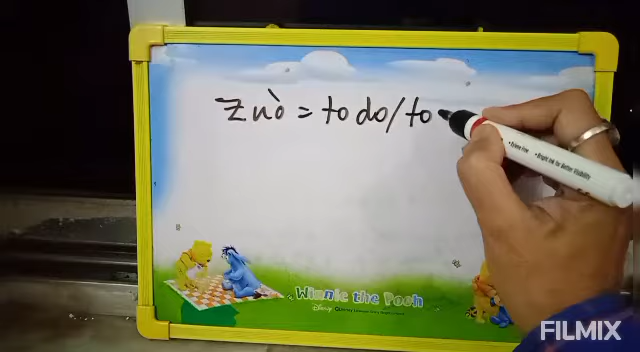 zuò = to do/to
Winnie the Pooh
Disney
FILMIX